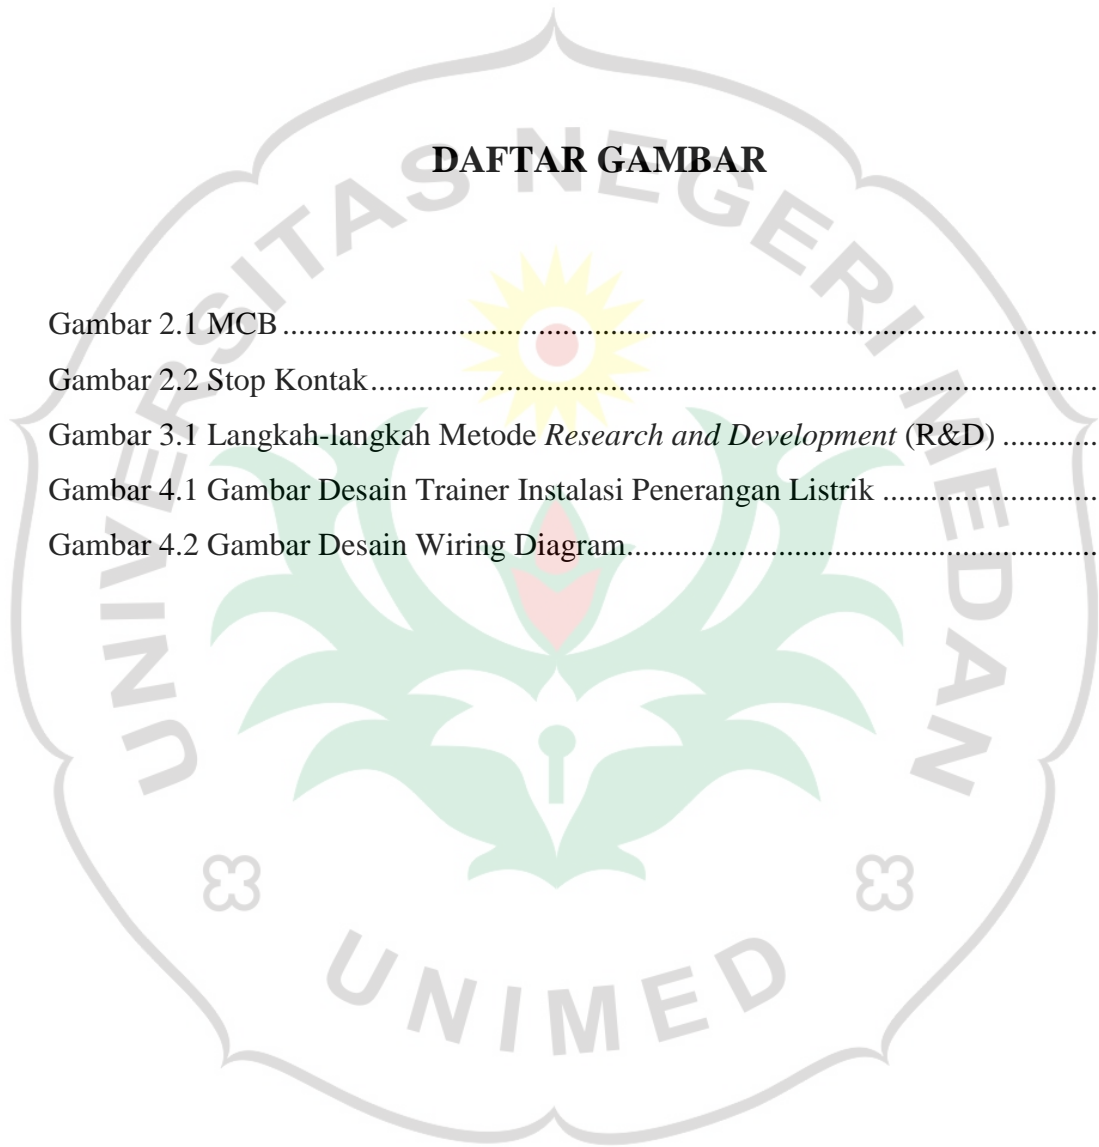 DAFTAR GAMBAR
Gambar 2.1 MCB ........................................................................................................
Gambar 2.2 Stop Kontak............................................................................................
Gambar 3.1 Langkah-langkah Metode Research and Development (R&D) ............
Gambar 4.1 Gambar Desain Trainer Instalasi Penerangan Listrik ...........................
Gambar 4.2 Gambar Desain Wiring Diagram...........................................................
UNIVERSITAS NEGERI MEDAN
UNIMED